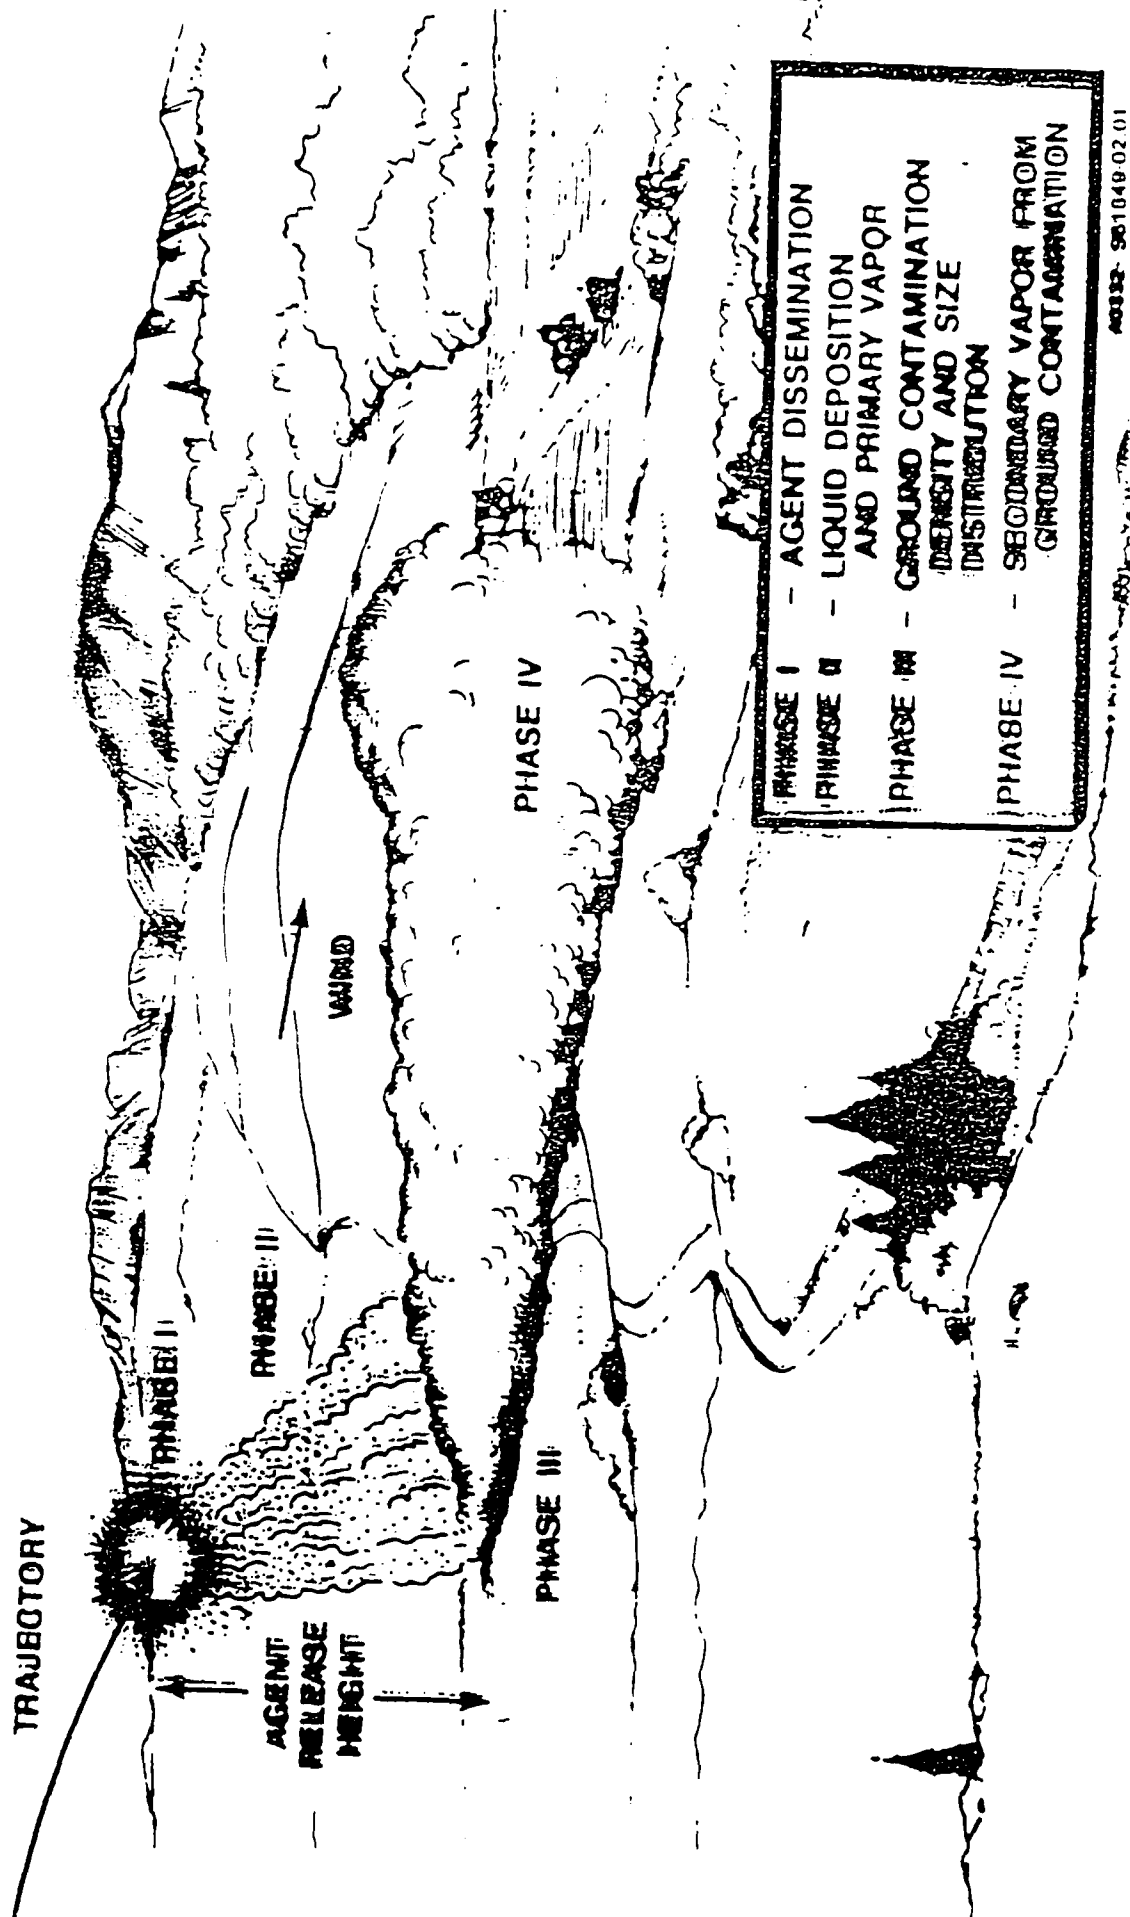 TRAJECTORY
PHASE I
PHASE II
AGENT
RELEASE
HEIGHT
WIND
PHASE III
PHASE IV
PHASE I - AGENT DISSEMINATION
PHASE II - LIQUID DEPOSITION
AND PRIMARY VAPOR
PHASE III - GROUND CONTAMINATION
DENSITY AND SIZE
DISTRIBUTION
PHASE IV - SECONDARY VAPOR FROM
GROUND CONTAMINATION